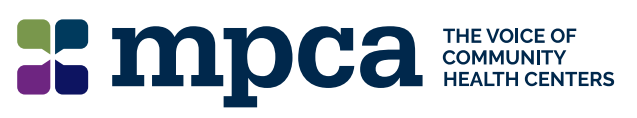 mpca
THE VOICE OF
COMMUNITY
HEALTH CENTERS